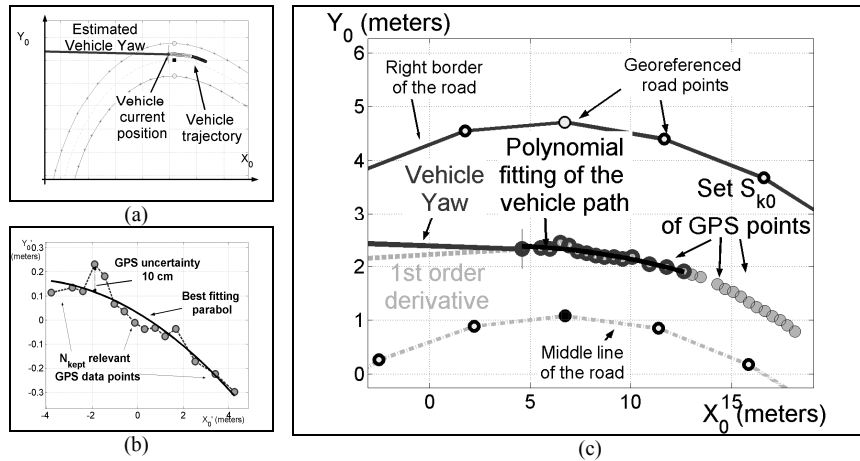 Y0
Estimated
Vehicle Yaw
Vehicle
current
position
Vehicle
trajectory
X0
(a)
Y0" (meters)
0.3
0.2
0.1
0
-0.1
-0.2
-0.3
GPS uncertainty
10 cm
Best fitting
parabol
Nkept relevant
GPS data points
-4
-2
0
2
4
X0" (meters)
(b)
Y0 (meters)
6
5
4
3
2
1
0
Right border
of the road
Georeferenced
road points
Polynomial
fitting of the
vehicle path
Vehicle
Yaw
Set Sk0
of GPS points
1st order
derivative
Middle line
of the road
0
5
10
15
X0 (meters)
(c)